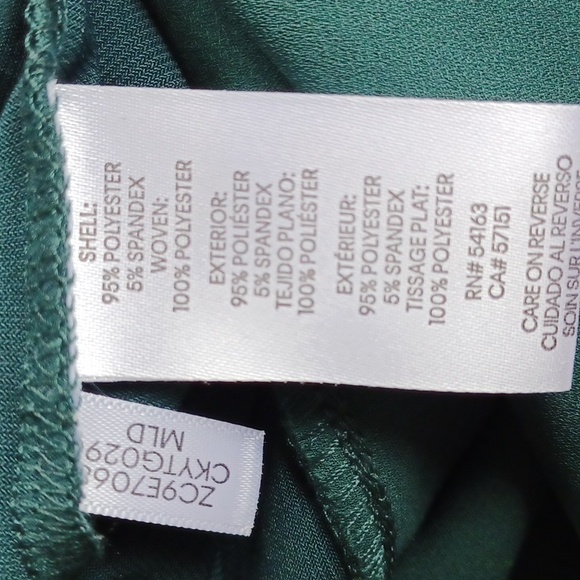 SHELL:
95% POLYESTER
5% SPANDEX
WOVEN:
100% POLYESTER
EXTERIOR:
95% POLIÉSTER
5% SPANDEX
TEJIDO PLANO:
100% POLIÉSTER
EXTÉRIEUR:
95% POLYESTER
5% SPANDEX
TISSAGE PLAT:
100% POLYESTER
RN# 54163
CA# 57151
CARE ON REVERSE
CUIDADO AL REVERSO
SOIN SUR
ZC9E706
CKYTG029
MLD